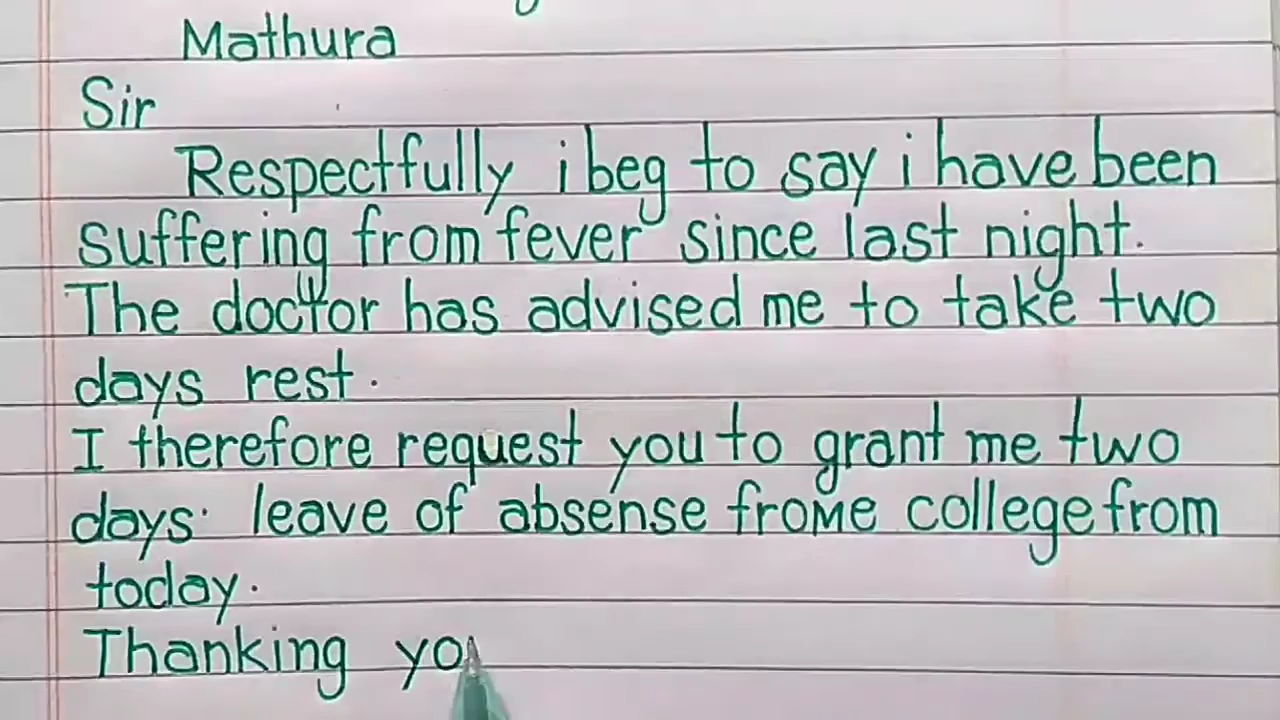 Mathura
Sir
Respectfully i beg to say i have been
suffering from fever since last night.
The doctor has advised me to take two
days rest.
I therefore request you to grant me two
days. leave of absense frome college from
today.
Thanking yo